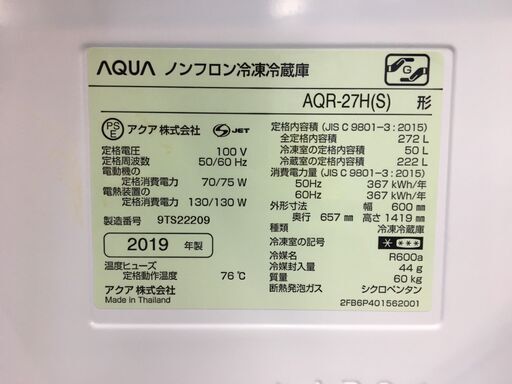 AQUA ノンフロン冷凍冷蔵庫
G
AQR-27H(S) 形
PS E アクア株式会社 S JET
定格電圧 100 V
定格周波数 50/60 Hz
電動機の
定格消費電力 70/75 W
電熱装置の
定格消費電力 130/130 W
製造番号 9TS22209
2019 年製
温度ヒューズ
定格動作温度 76℃
アクア株式会社
Made in Thailand
定格内容積 (JIS C 9801-3 : 2015)
全定格内容積 272 L
冷凍室の定格内容積 50 L
冷蔵室の定格内容積 222 L
消費電力量 (JIS C 9801-3 : 2015)
50Hz 367 kWh/年
60Hz 367 kWh/年
外形寸法 幅 600 mm
奥行 657 mm 高さ 1419 mm
種類 冷凍冷蔵庫
冷凍室の記号
冷媒名 R600a
冷媒封入量 44 g
質量 60 kg
断熱発泡ガス シクロペンタン
2FB6P401562001